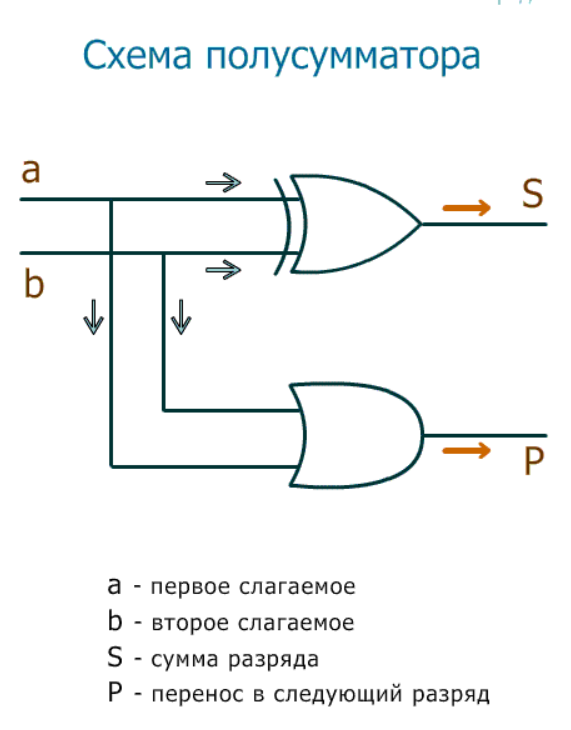 Схема полусумматора
a
S
b
P
a - первое слагаемое
b - второе слагаемое
S - сумма разряда
P - перенос в следующий разряд